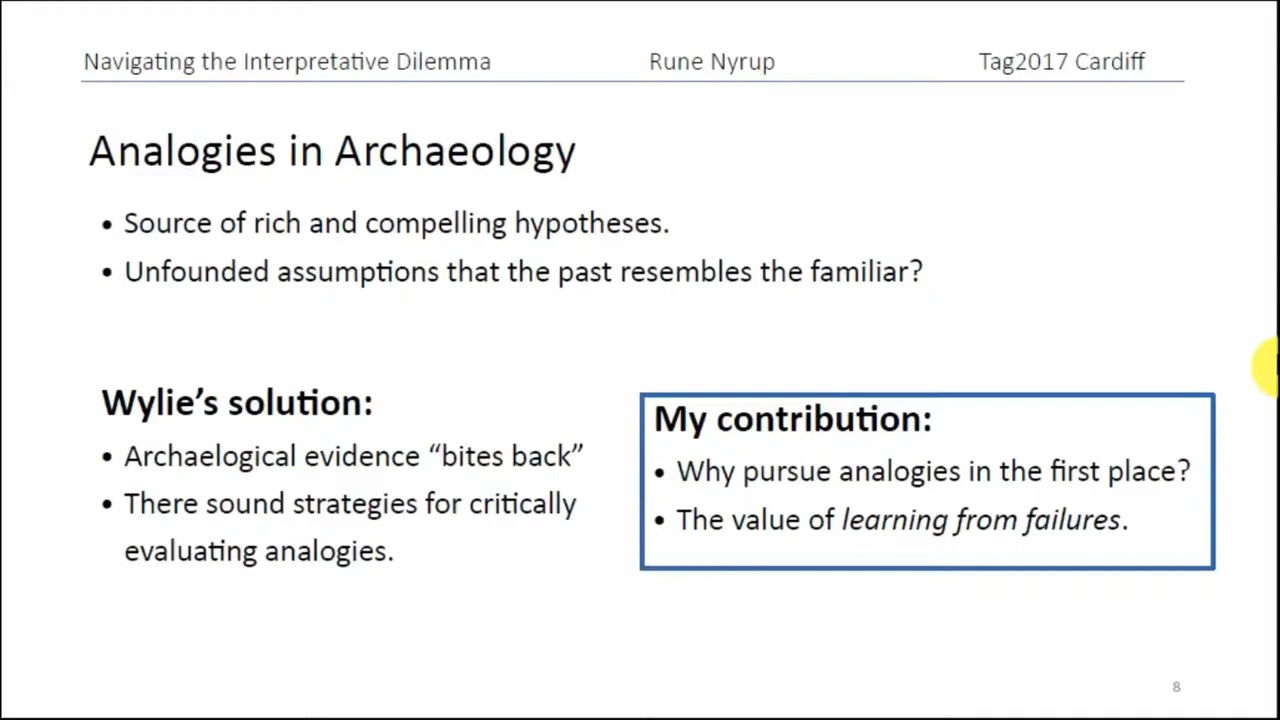 Navigating the Interpretative Dilemma Rune Nyrup Tag2017 Cardiff
Analogies in Archaeology
• Source of rich and compelling hypotheses.
• Unfounded assumptions that the past resembles the familiar?
Wylie’s solution:
• Archaelogical evidence “bites back”
• There sound strategies for critically
evaluating analogies.
My contribution:
• Why pursue analogies in the first place?
• The value of learning from failures.
8